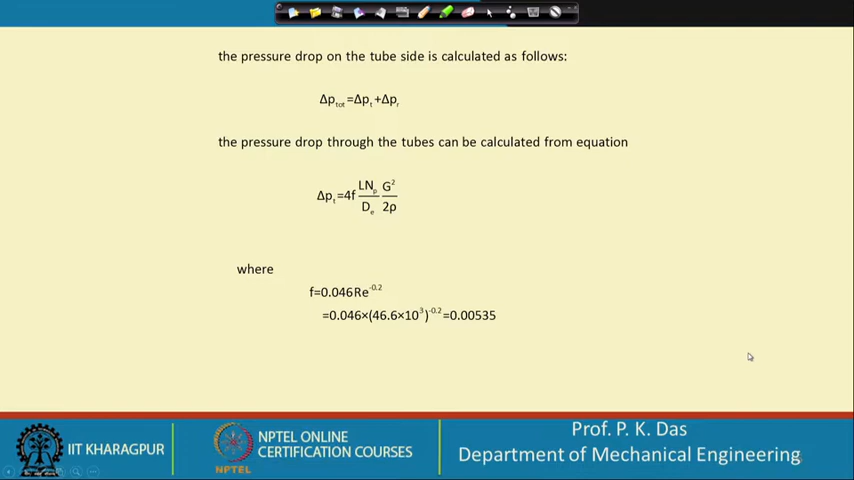 the pressure drop on the tube side is calculated as follows:
Δp_tot=Δp_t+Δp_r
the pressure drop through the tubes can be calculated from equation
Δp_t=4f LN_p/D_e G²/2ρ
where
f=0.046Re^-0.2
=0.046×(46.6×10³)^-0.2=0.00535
IIT KHARAGPUR
NPTEL
NPTEL ONLINE
CERTIFICATION COURSES
Prof. P. K. Das
Department of Mechanical Engineering